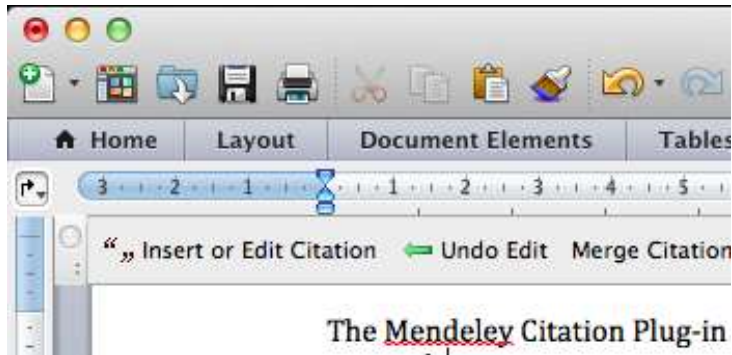 Home Layout Document Elements Tables
3 2 1 1 2 3 4 5
“„ Insert or Edit Citation Undo Edit Merge Citation
The Mendeley Citation Plug-in